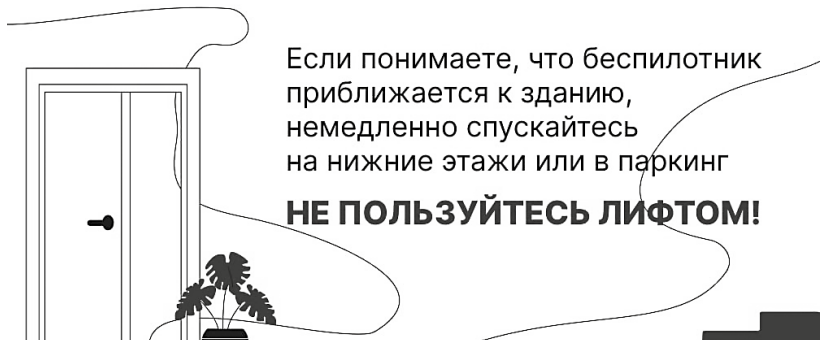 Если понимаете, что беспилотник
приближается к зданию,
немедленно спускайтесь
на нижние этажи или в паркинг
НЕ ПОЛЬЗУЙТЕСЬ ЛИФТОМ!